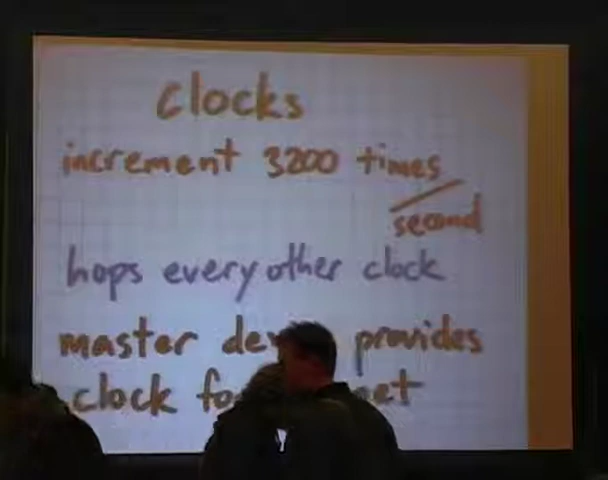 clocks
increment 3200 times
/
second
hops every other clock
master provides
clock